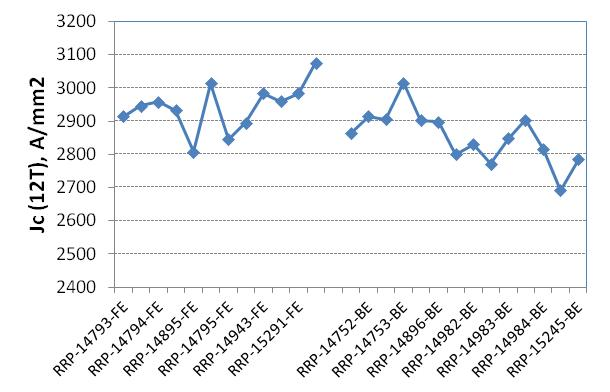 3200
3100
3000
2900
2800
2700
2600
2500
2400
Jc (12T), A/mm2
RRP-14793-FE
RRP-14794-FE
RRP-14895-FE
RRP-14795-FE
RRP-14943-FE
RRP-15291-FE
RRP-14752-BE
RRP-14753-BE
RRP-14896-BE
RRP-14982-BE
RRP-14983-BE
RRP-14984-BE
RRP-15245-BE